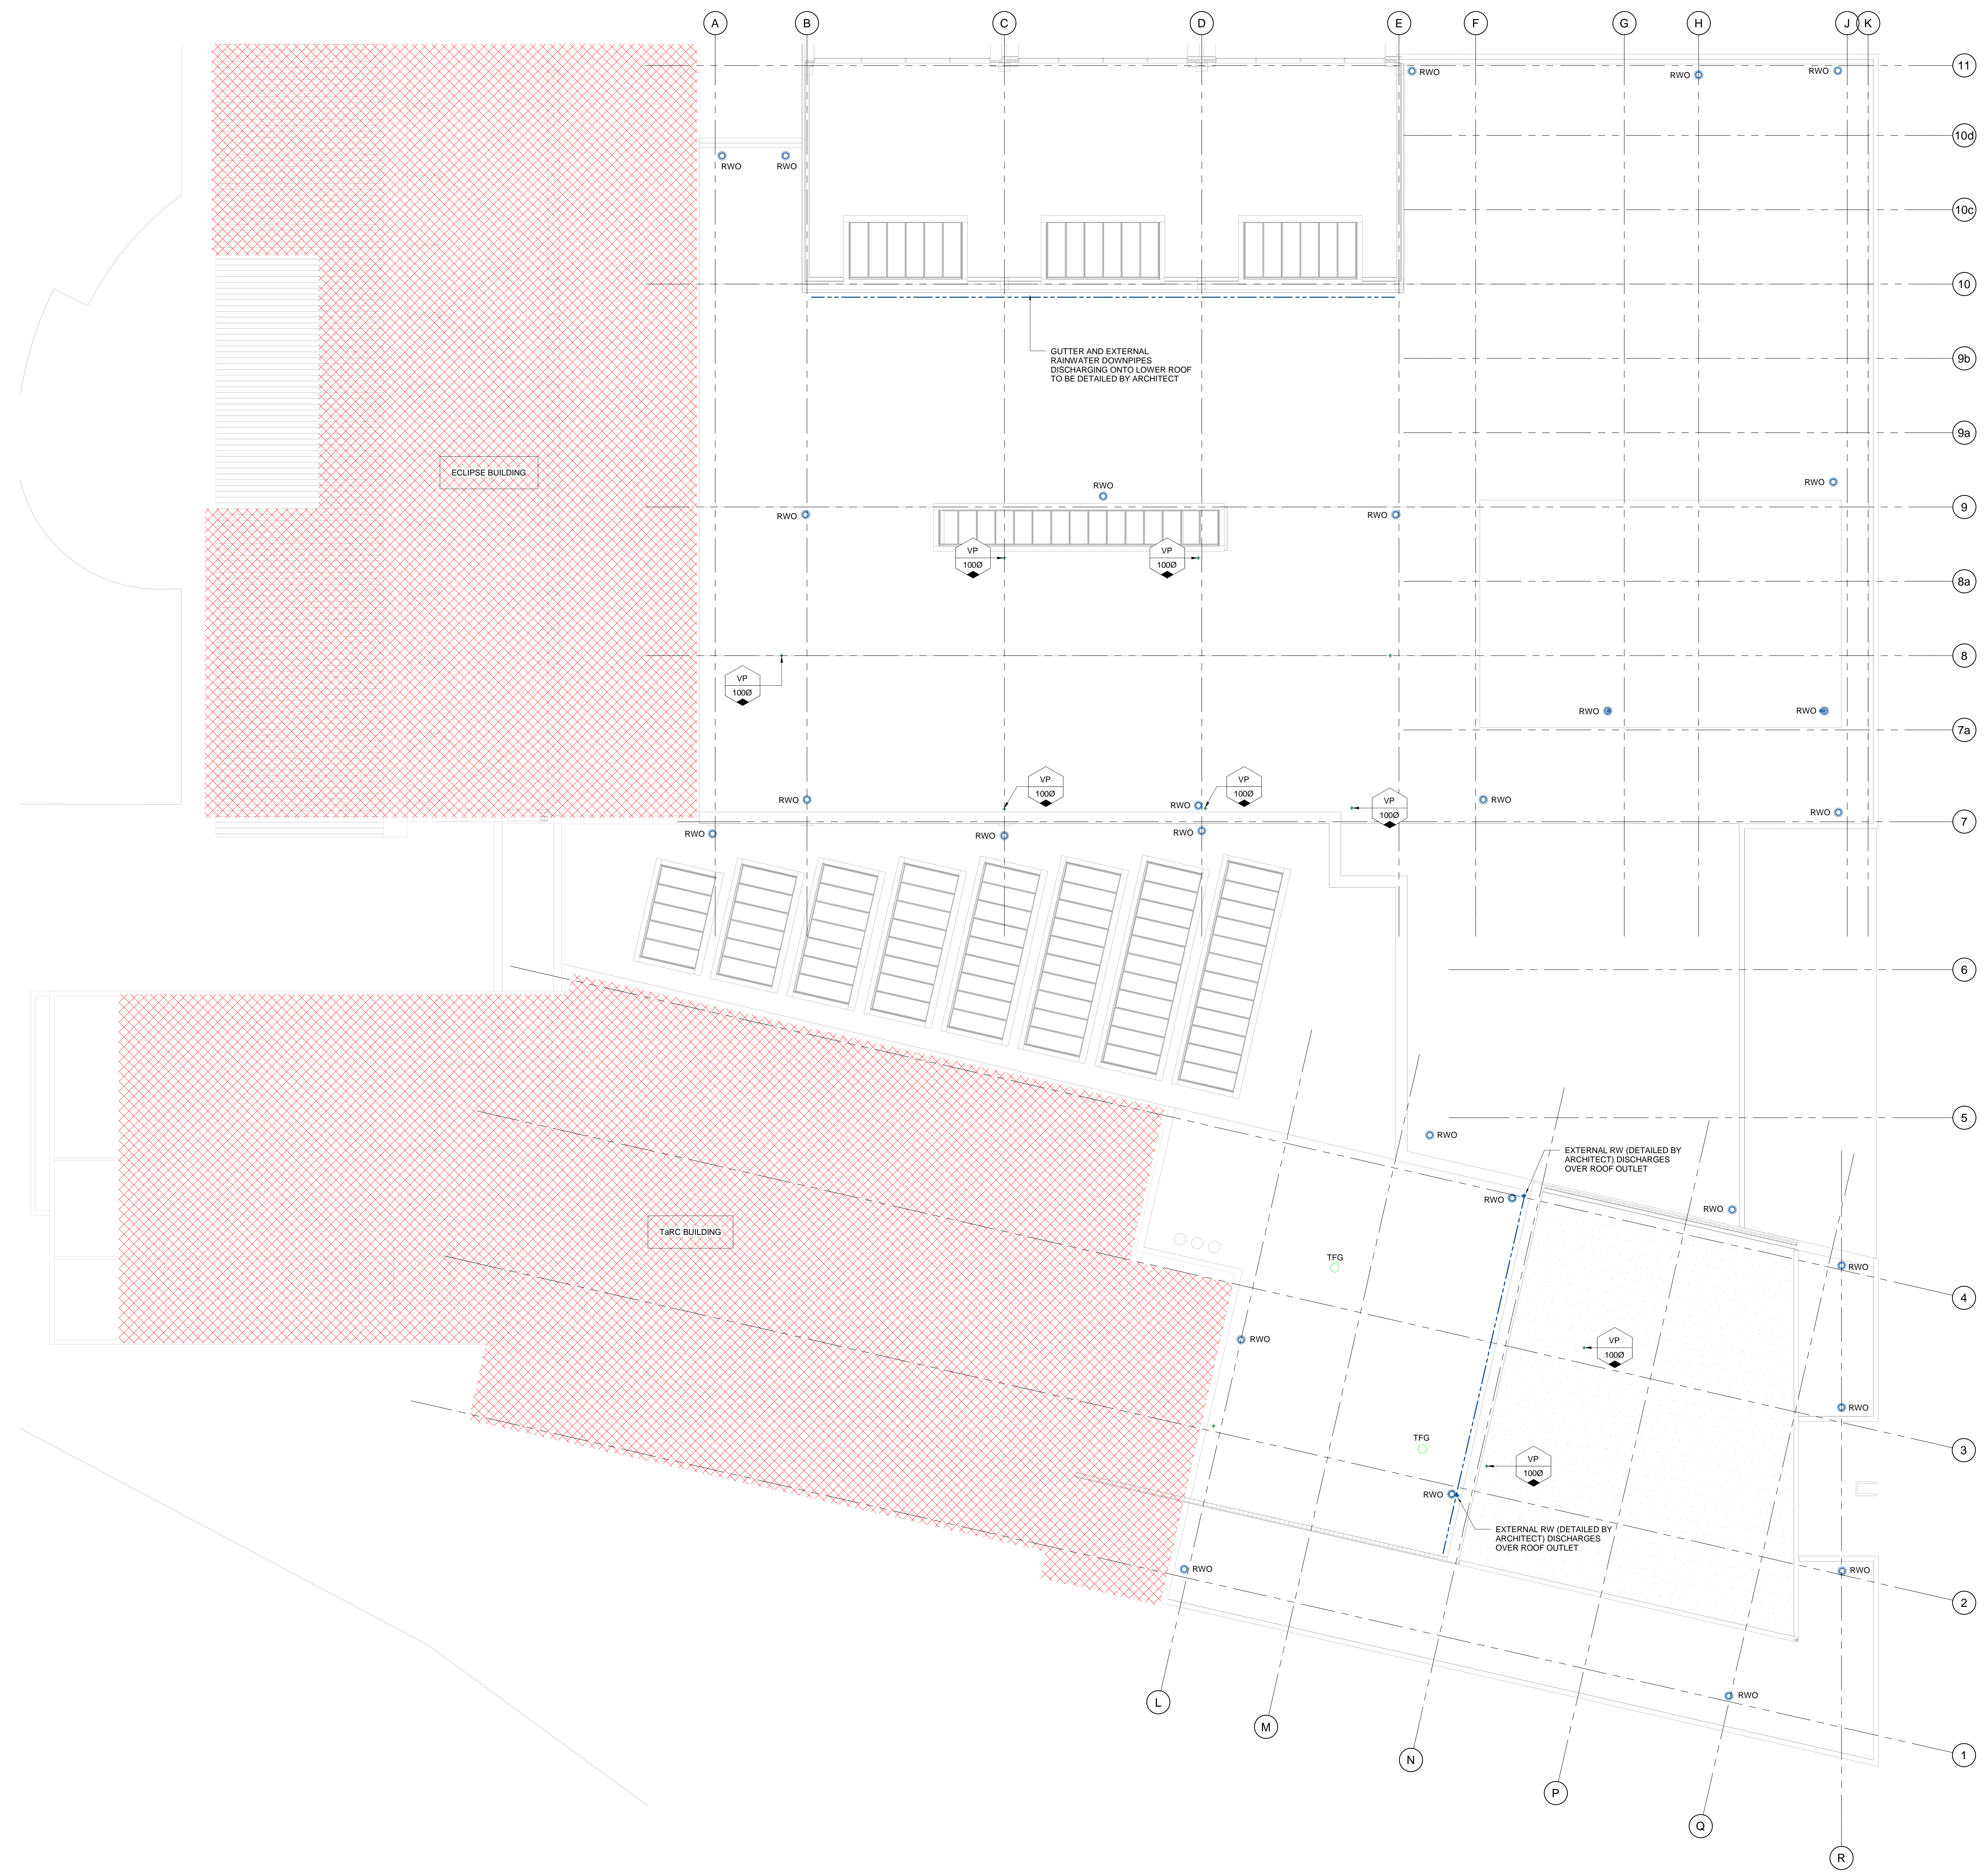 A B C D E F G H J K
11
RWO RWO RWO
10d
RWO RWO
10c
10
GUTTER AND EXTERNAL
RAINWATER DOWNPIPES
DISCHARGING ONTO LOWER ROOF
TO BE DETAILED BY ARCHITECT
9b
9a
ECLIPSE BUILDING
RWO
RWO
9
RWO
RWO
VP
100Ø
VP
100Ø
8a
8
VP
100Ø
RWO
RWO
7a
VP
100Ø
VP
100Ø
RWO
RWO
VP
100Ø
RWO
RWO
7
RWO
RWO
RWO
6
5
RWO
EXTERNAL RW (DETAILED BY
ARCHITECT) DISCHARGES
OVER ROOF OUTLET
RWO
RWO
TaRC BUILDING
TFG
RWO
4
RWO
VP
100Ø
RWO
TFG
3
VP
100Ø
RWO
EXTERNAL RW (DETAILED BY
ARCHITECT) DISCHARGES
OVER ROOF OUTLET
RWO
RWO
2
RWO
L
M
1
N
P
Q
R